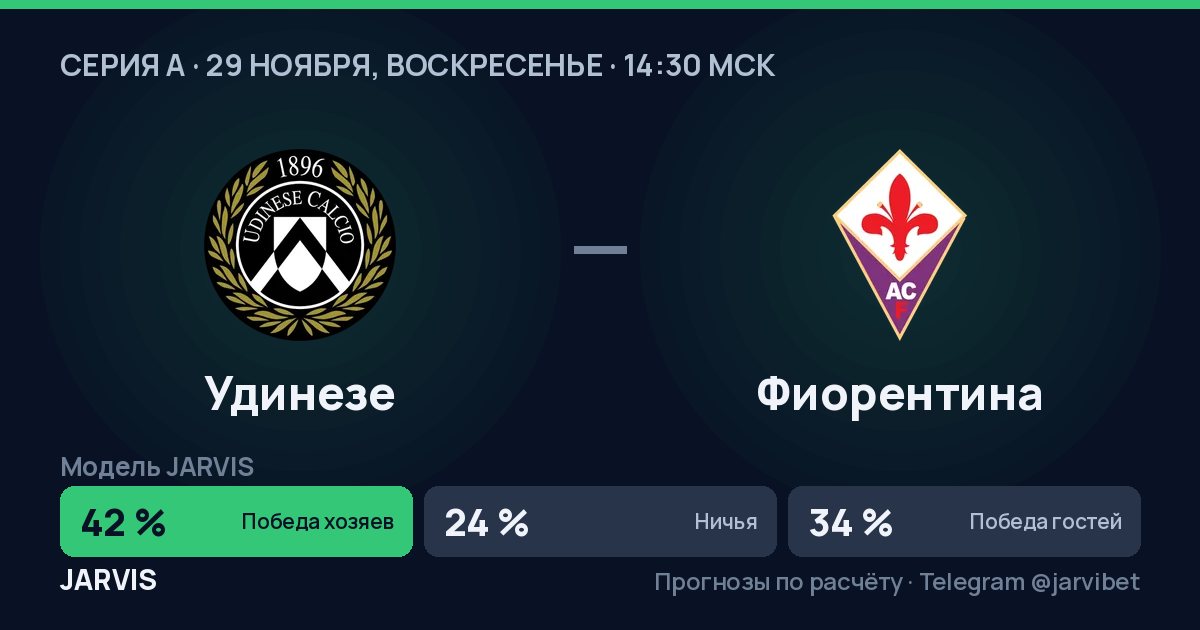 СЕРИЯ А · 29 НОЯБРЯ, ВОСКРЕСЕНЬЕ · 14:30 МСК
1896
UDINESE CALCIO
AC
F
Удинезе
Фиорентина
Модель JARVIS
42 % Победа хозяев
24 % Ничья
34 % Победа гостей
JARVIS
Прогнозы по расчёту · Telegram @jarvibet